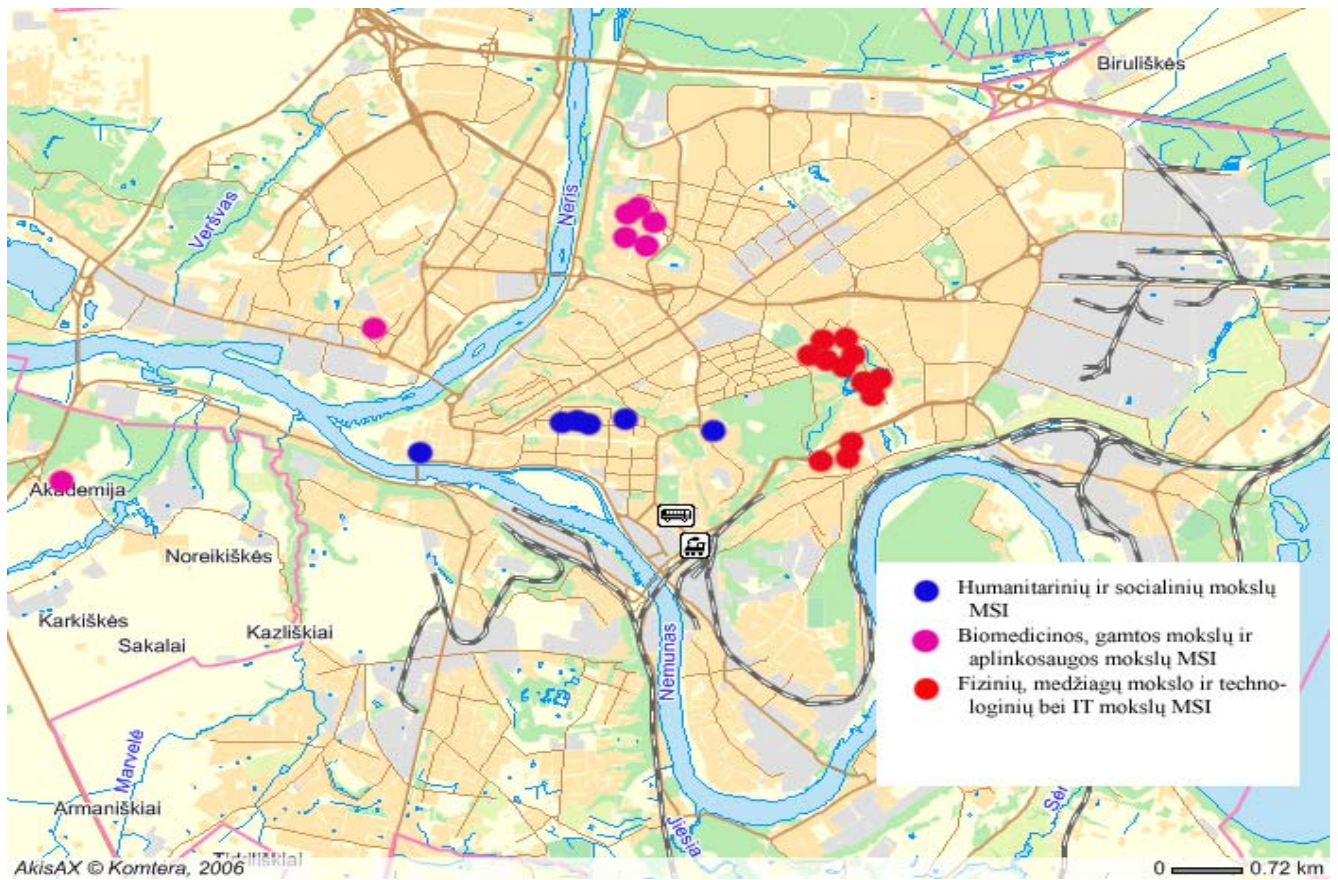 Biruliškės
Veršvas
Neris
Akademija
Noreikiškės
Karkiškės
Sakalai
Kazliškiai
Nemunas
Humanitarinių ir socialinių mokslų
MSI
Biomedicinos, gamtos mokslų ir
aplinkosaugos mokslų MSI
Fizinių, medžiagų mokslo ir techno-
loginių bei IT mokslų MSI
Marvelė
Armaniškiai
Jiesia
AkisAX © Komtera, 2006
0 0.72 km